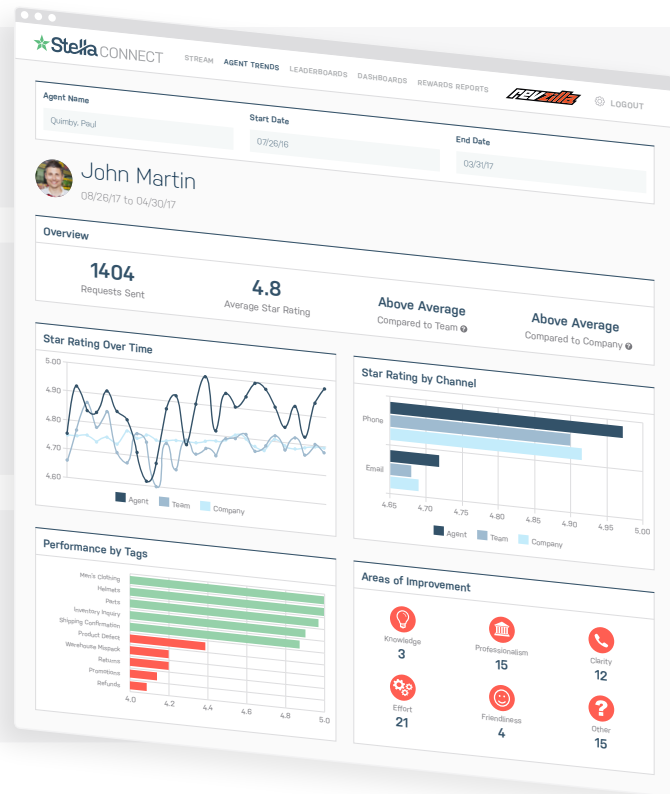 Stella CONNECT
STREAM AGENT TRENDS LEADERBOARDS DASHBOARDS REWARDS REPORTS revzilla LOGOUT
Agent Name Start Date End Date
Quimby, Paul 07/26/16 03/31/17
John Martin
08/26/17 to 04/30/17
Overview
1404 4.8 Above Average Above Average
Requests Sent Average Star Rating Compared to Team ? Compared to Company ?
Star Rating Over Time
5.00
4.90
4.80
4.70
4.60
Agent Team Company
Star Rating by Channel
Phone
Email
4.65 4.70 4.75 4.80 4.85 4.90 4.95 5.00
Agent Team Company
Performance by Tags
Men's Clothing
Helmets
Parts
Inventory Inquiry
Shipping Confirmation
Product Defect
Warehouse Mispack
Returns
Promotions
Refunds
4.0 4.2 4.4 4.6 4.8 5.0
Areas of Improvement
Knowledge Professionalism Clarity
3 15 12
Effort Friendliness Other
21 4 15